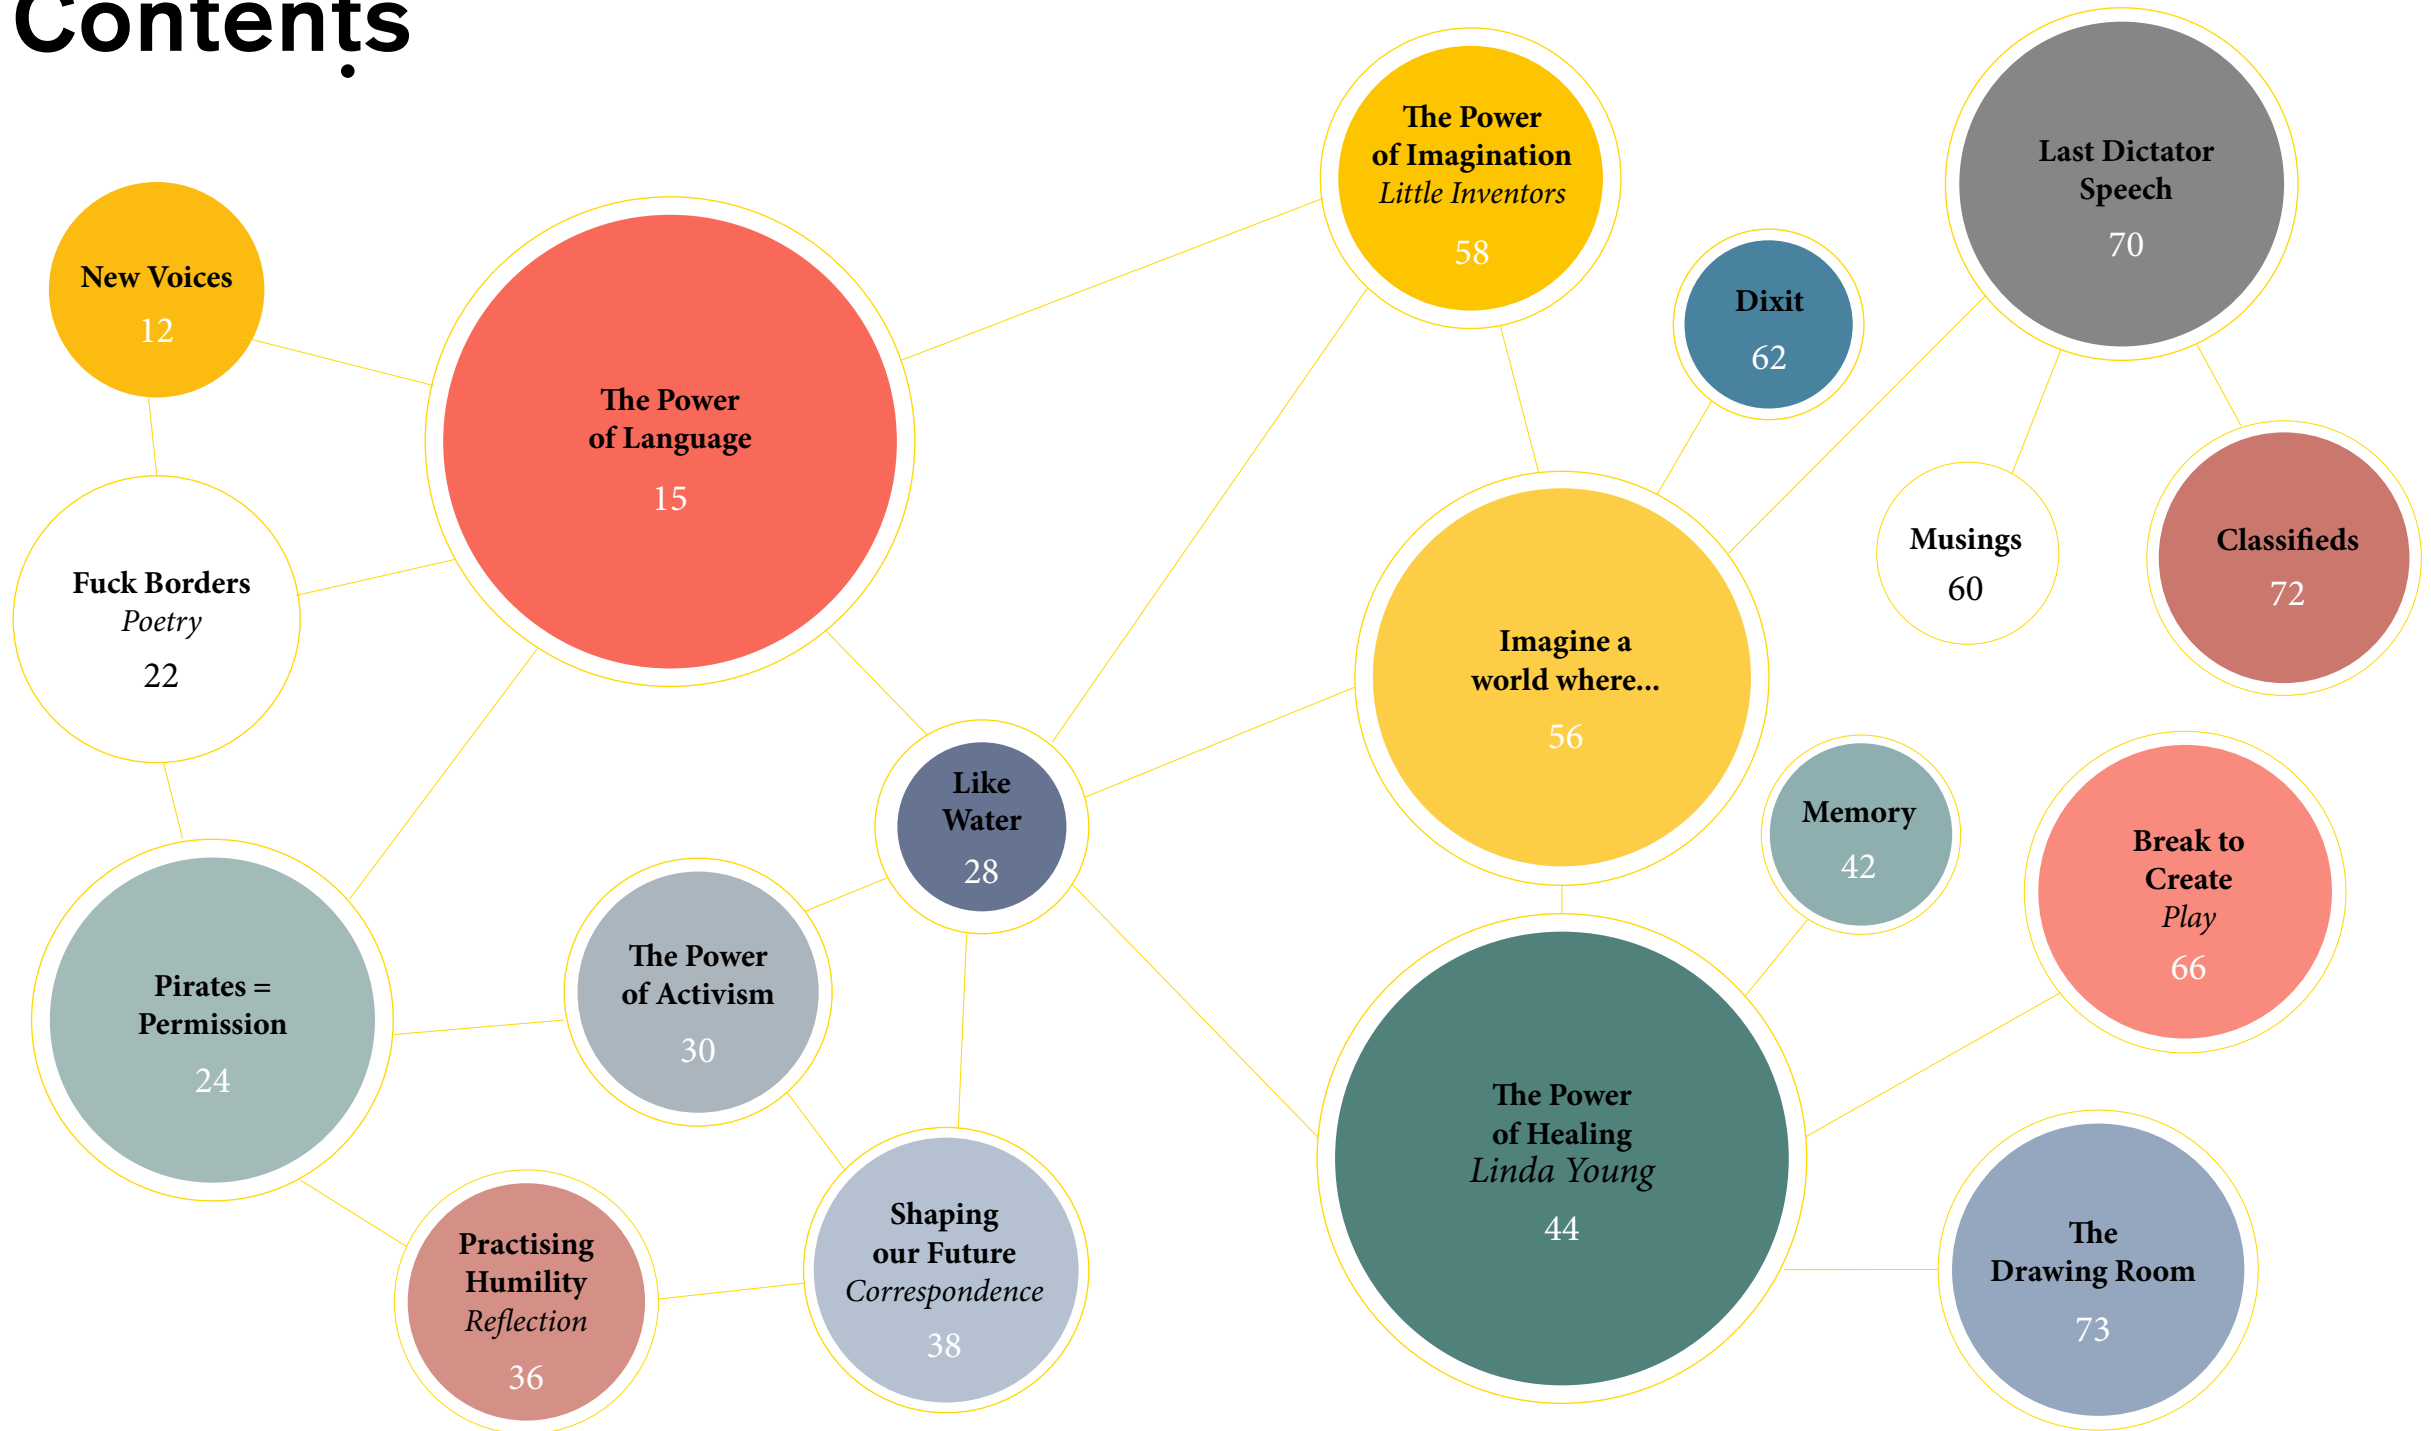 Contents
New Voices
12
The Power
of Language
15
Fuck Borders
Poetry
22
Pirates =
Permission
24
Like
Water
28
The Power
of Activism
30
Practising
Humility
Reflection
36
Shaping
our Future
Correspondence
38
The Power
of Imagination
Little Inventors
58
Dixit
62
Last Dictator
Speech
70
Musings
60
Classifieds
72
Imagine a
world where...
56
Memory
42
Break to
Create
Play
66
The Power
of Healing
Linda Young
44
The
Drawing Room
73